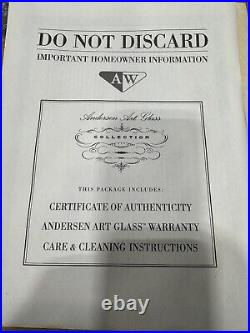 DO NOT DISCARD
IMPORTANT HOMEOWNER INFORMATION
AW
Andersen Art Glass
COLLECTION
THIS PACKAGE INCLUDES:
CERTIFICATE OF AUTHENTICITY
ANDERSEN ART GLASS™ WARRANTY
CARE & CLEANING INSTRUCTIONS